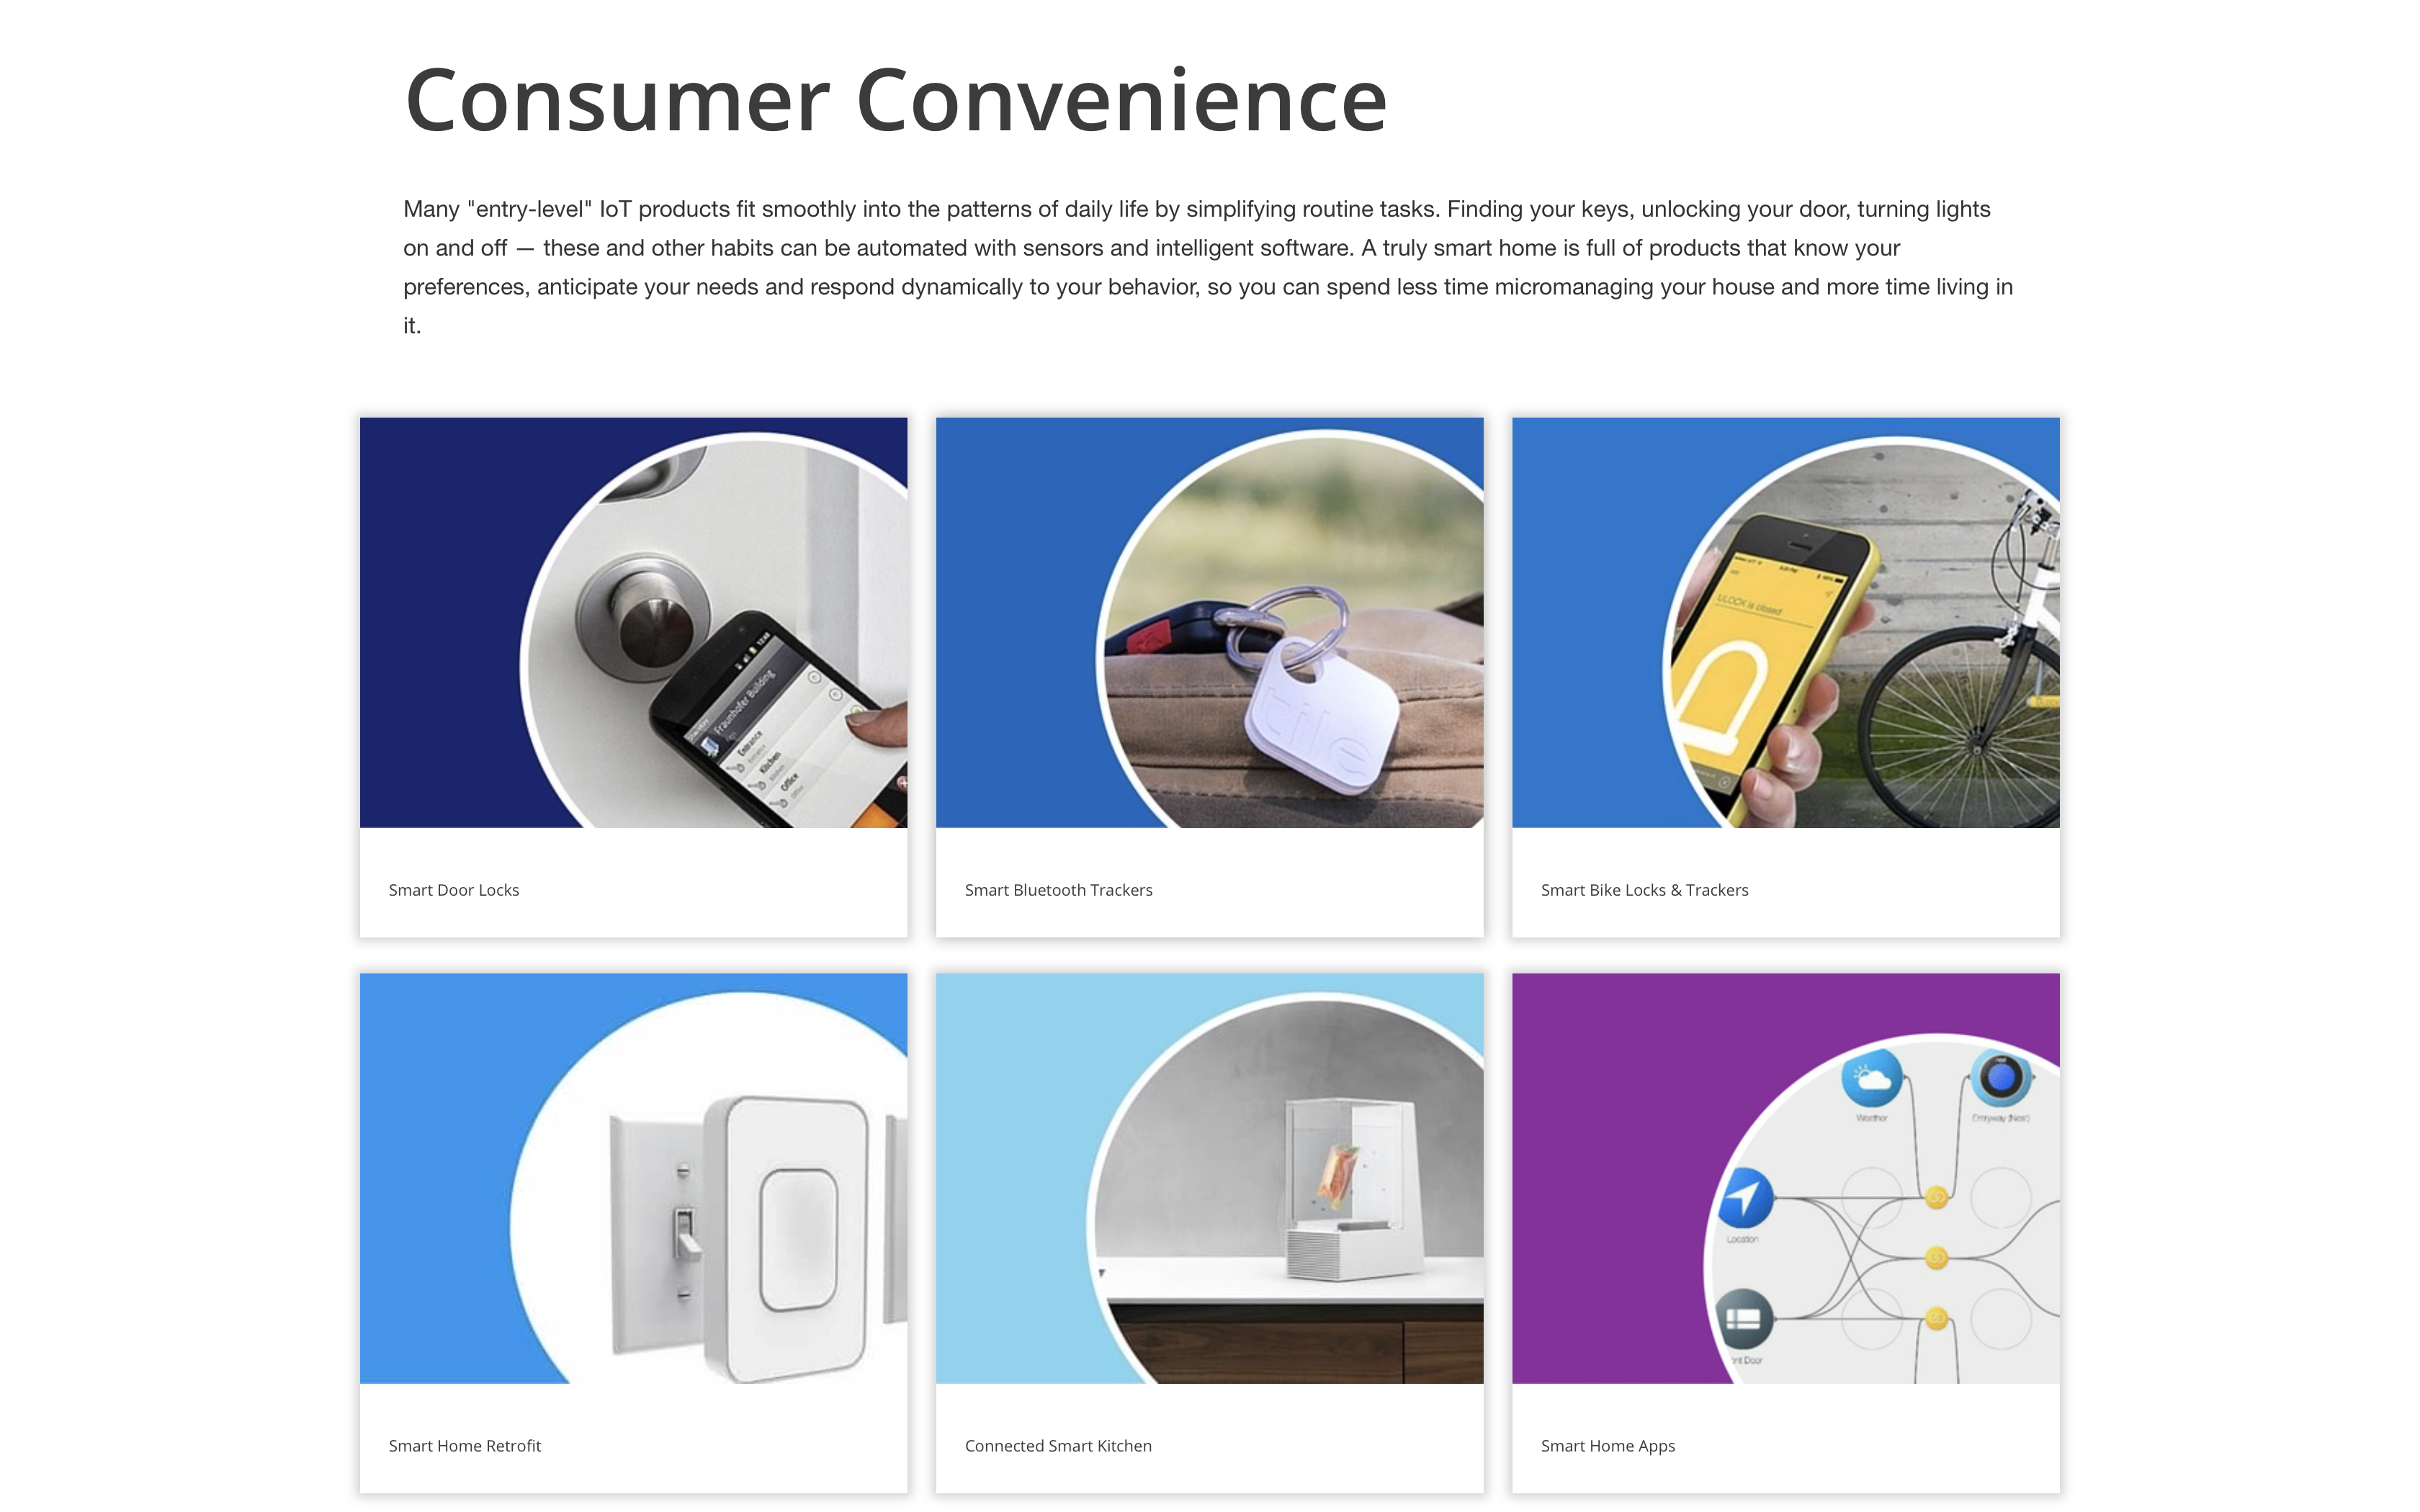 Consumer Convenience
Many "entry-level" IoT products fit smoothly into the patterns of daily life by simplifying routine tasks. Finding your keys, unlocking your door, turning lights
on and off — these and other habits can be automated with sensors and intelligent software. A truly smart home is full of products that know your
preferences, anticipate your needs and respond dynamically to your behavior, so you can spend less time micromanaging your house and more time living in
it.
Fraunhofer Building
Entrance
Kitchen
Kitchen
Office
Office
tile
ULOCK is closed
Smart Door Locks
Smart Bluetooth Trackers
Smart Bike Locks & Trackers
Weather
Entryway (Nest)
Location
nt Door
Smart Home Retrofit
Connected Smart Kitchen
Smart Home Apps